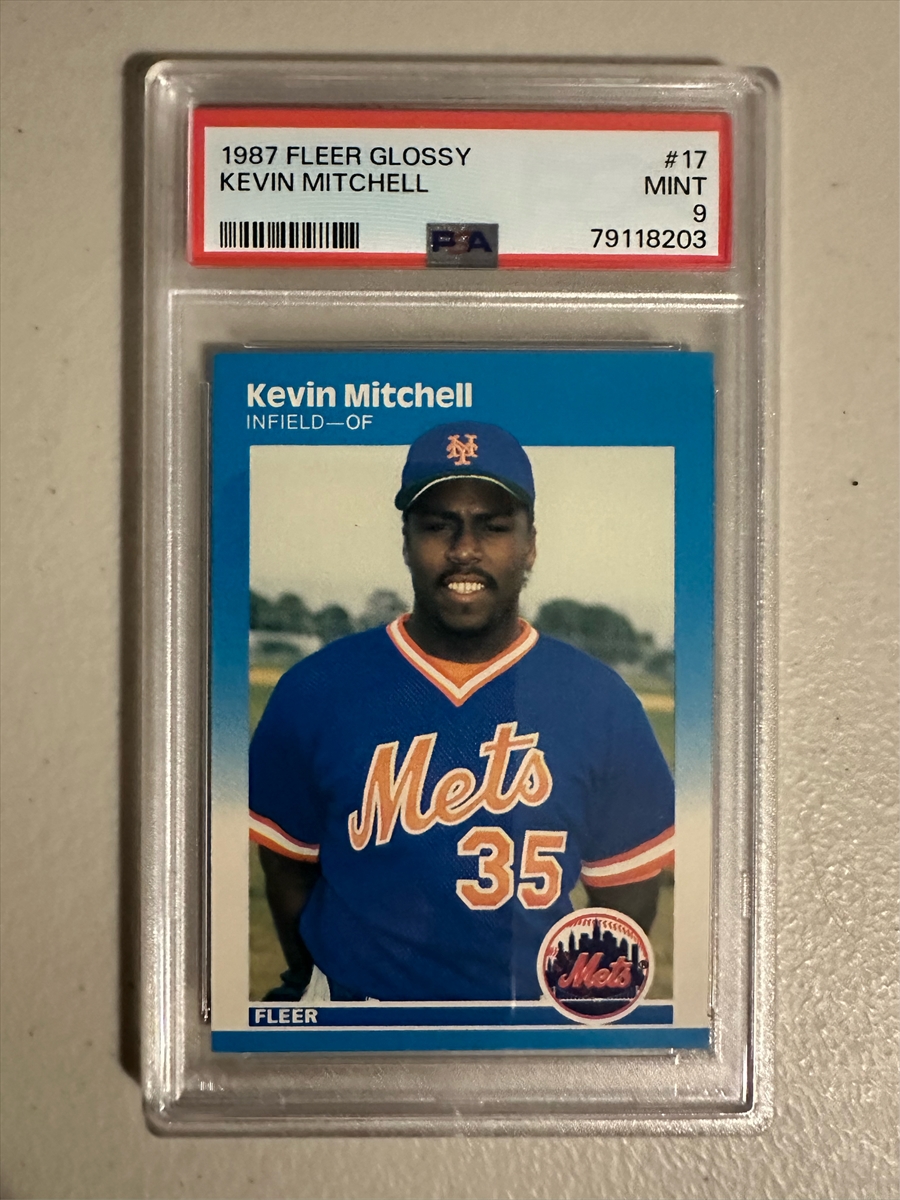 1987 FLEER GLOSSY #17
KEVIN MITCHELL MINT
9
PSA 79118203
Kevin Mitchell
INFIELD—OF
NY
Mets
35
Mets
FLEER